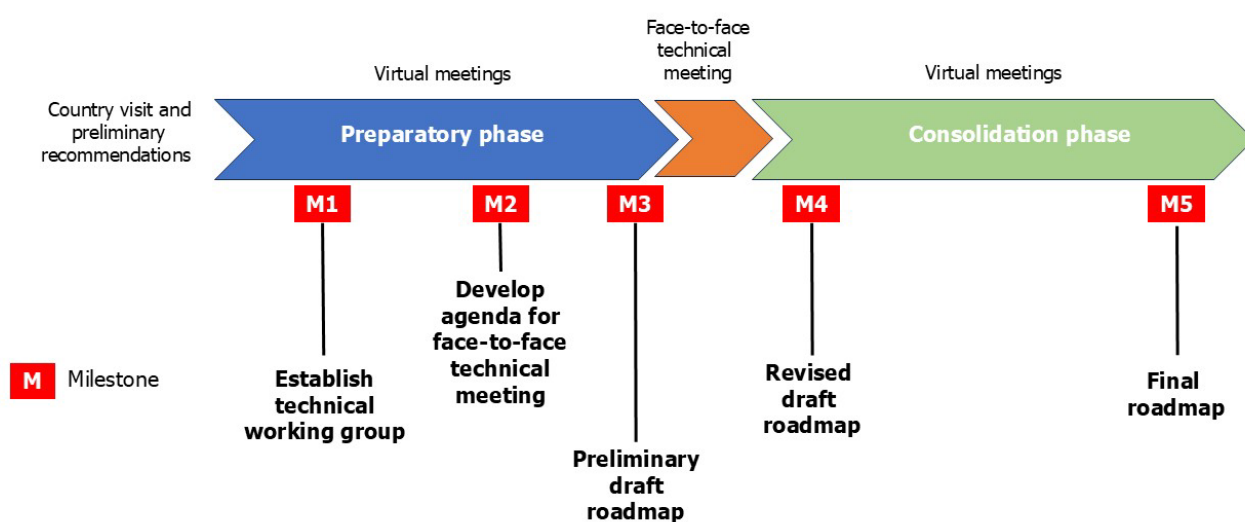 Face-to-face
technical
meeting
Virtual meetings
Virtual meetings
Country visit and
preliminary
recommendations
Preparatory phase
Consolidation phase
M1
M2
M3
M4
M5
Develop
agenda for
face-to-face
technical
meeting
M Milestone
Establish
technical
working group
Revised
draft
roadmap
Final
roadmap
Preliminary
draft
roadmap